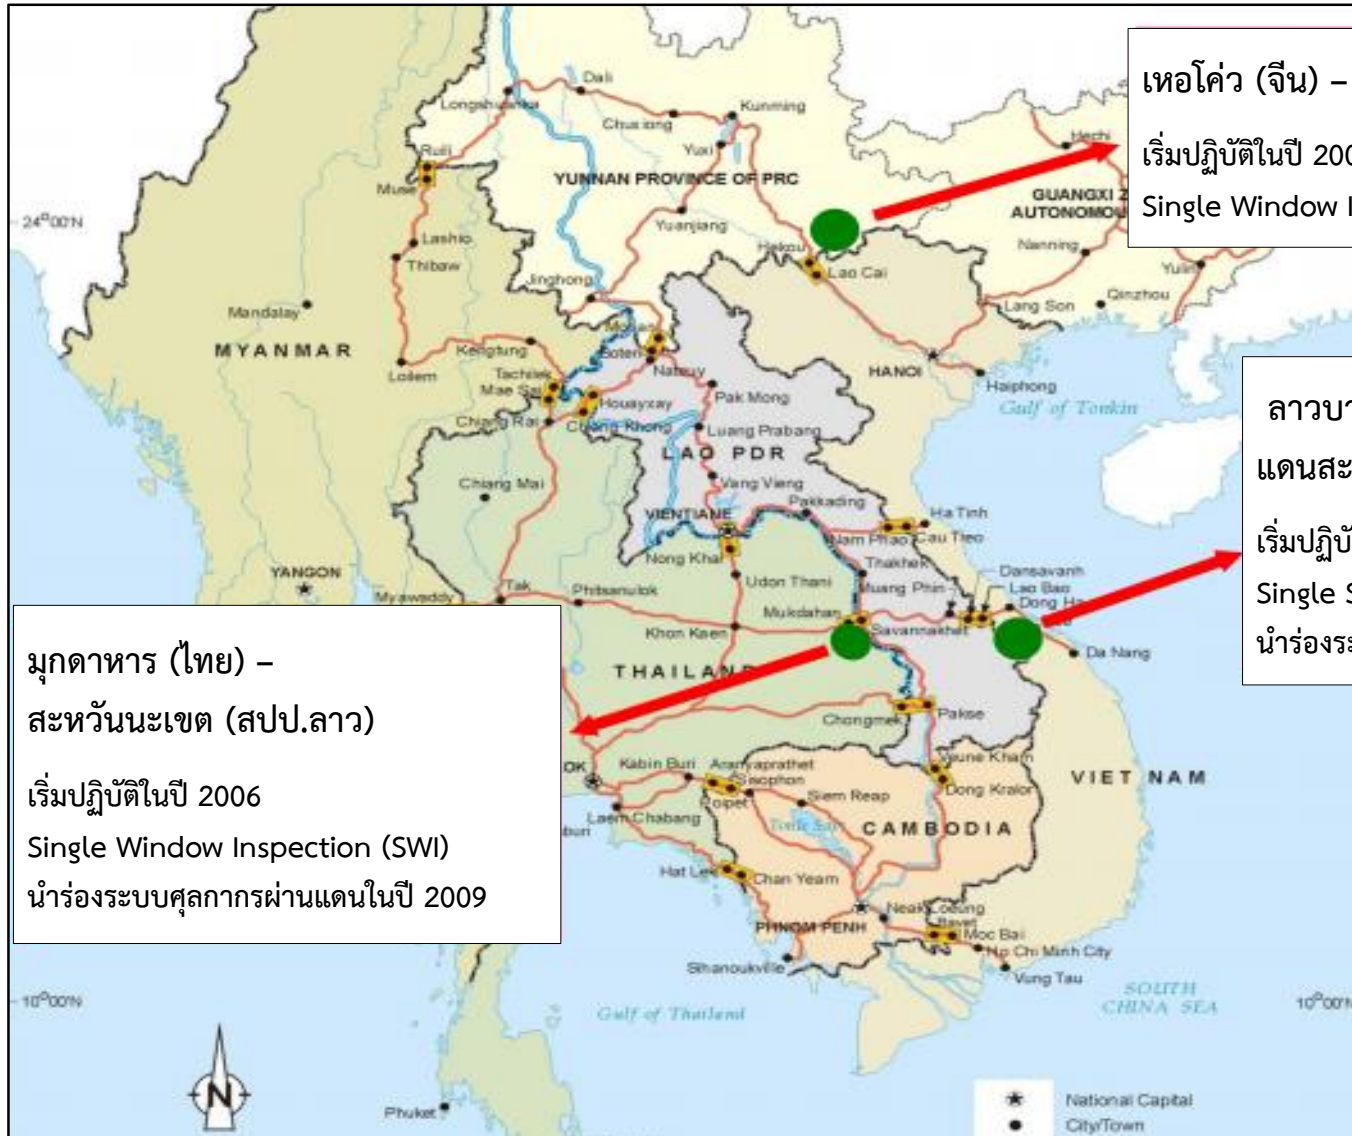 เหอโค่ว (จีน) –
เริ่มปฏิบัติในปี
Single Window
ลาวบา
แดนสะ
เริ่มปฏิบั
Single
นำร่องระ
มุกดาหาร (ไทย) –
สะหวันนะเขต (สปป.ลาว)
เริ่มปฏิบัติในปี 2006
Single Window Inspection (SWI)
นำร่องระบบศุลกากรผ่านแดนในปี 2009
Dali
Kunming
Chuxiong
Hechi
Yuxi
Ruili
Muse
YUNNAN PROVINCE OF PRC
GUANGXI Z
AUTONOMOU
24°00'N
Yuanjiang
Lashio
Nanning
Thibaw
Hekou
Lao Cai
Yulin
Jinghong
Qinzhou
Lang Son
Mandalay
Mohan
MYANMAR
Kengtung
Boten
Nateuy
HANOI
Loilem
Tachilek
Mae Sai
Haiphong
Houayxay
Pak Mong
Gulf of Tonkin
Chiang Rai
Chiang Khong
Luang Prabang
LAO PDR
Vang Vieng
Chiang Mai
Pakkading
VIENTIANE
Ha Tinh
Nam Phao
Cau Treo
Nong Khai
Thakhek
Dansavanh
YANGON
Udon Thani
Muang Phin
Lao Bao
Tak
Phitsanulok
Myawaddy
Mukdahan
Dong Ha
Khon Kaen
Savannakhet
Da Nang
THAILAND
Chongmek
Pakse
OK
Kabin Buri
Aranyaprathet
Veune Kham
VIET NAM
Sisophon
Poipet
Siem Reap
Dong Kralor
Laem Chabang
buri
Tonle Sap
CAMBODIA
Hat Lek
Chan Yeam
Neak Loeung
PHNOM PENH
Bavet
Moc Bai
Ho Chi Minh City
Sihanoukville
Vung Tau
10°00'N
SOUTH
CHINA SEA
10°00'N
Gulf of Thailand
N
National Capital
Phuket
City/Town